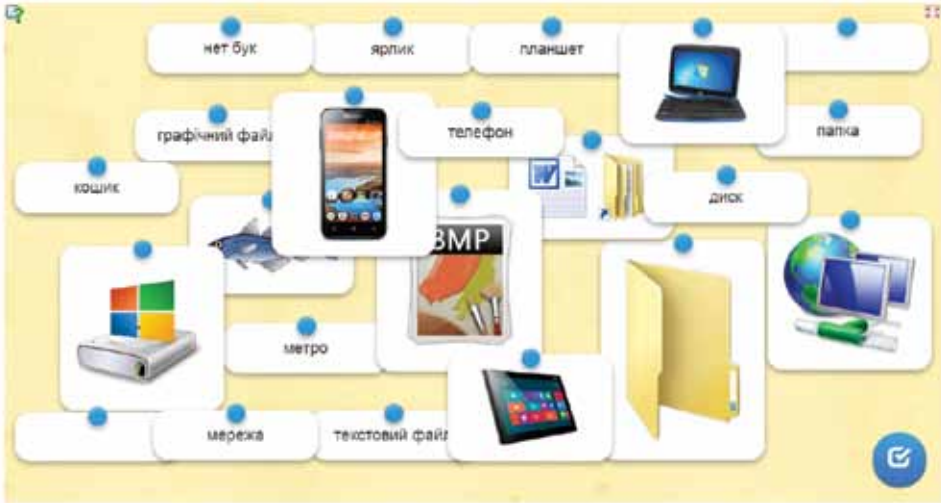 нет бук
ярлик
планшет
графічний файл
телефон
папка
кошик
диск
BMP
W
метро
мережа
текстовий файл